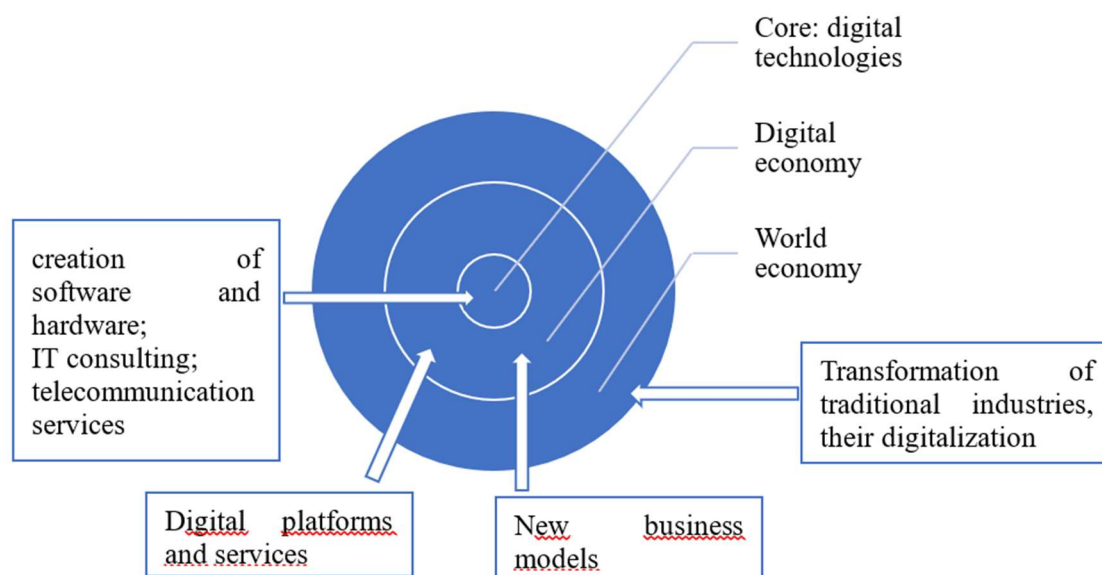 Core: digital
technologies
Digital
economy
World
economy
creation of
software and
hardware;
IT consulting;
telecommunication
services
Transformation of
traditional industries,
their digitalization
Digital platforms
and services
New business
models